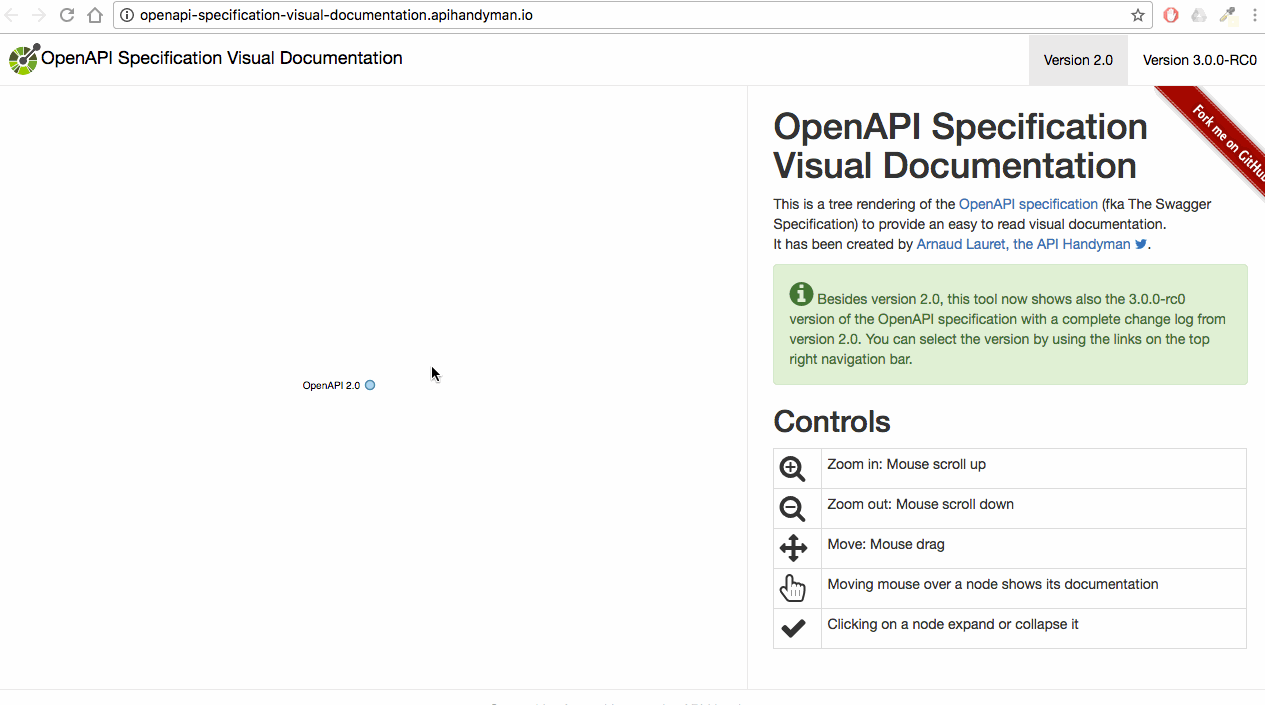 openapi-specification-visual-documentation.apihandyman.io
OpenAPI Specification Visual Documentation
Version 2.0
Version 3.0.0-RC0
Fork me on GitHub
OpenAPI 2.0
OpenAPI Specification
Visual Documentation
This is a tree rendering of the OpenAPI specification (fka The Swagger
Specification) to provide an easy to read visual documentation.
It has been created by Arnaud Lauret, the API Handyman.
Besides version 2.0, this tool now shows also the 3.0.0-rc0
version of the OpenAPI specification with a complete change log from
version 2.0. You can select the version by using the links on the top
right navigation bar.
Controls
Zoom in: Mouse scroll up
Zoom out: Mouse scroll down
Move: Mouse drag
Moving mouse over a node shows its documentation
Clicking on a node expand or collapse it